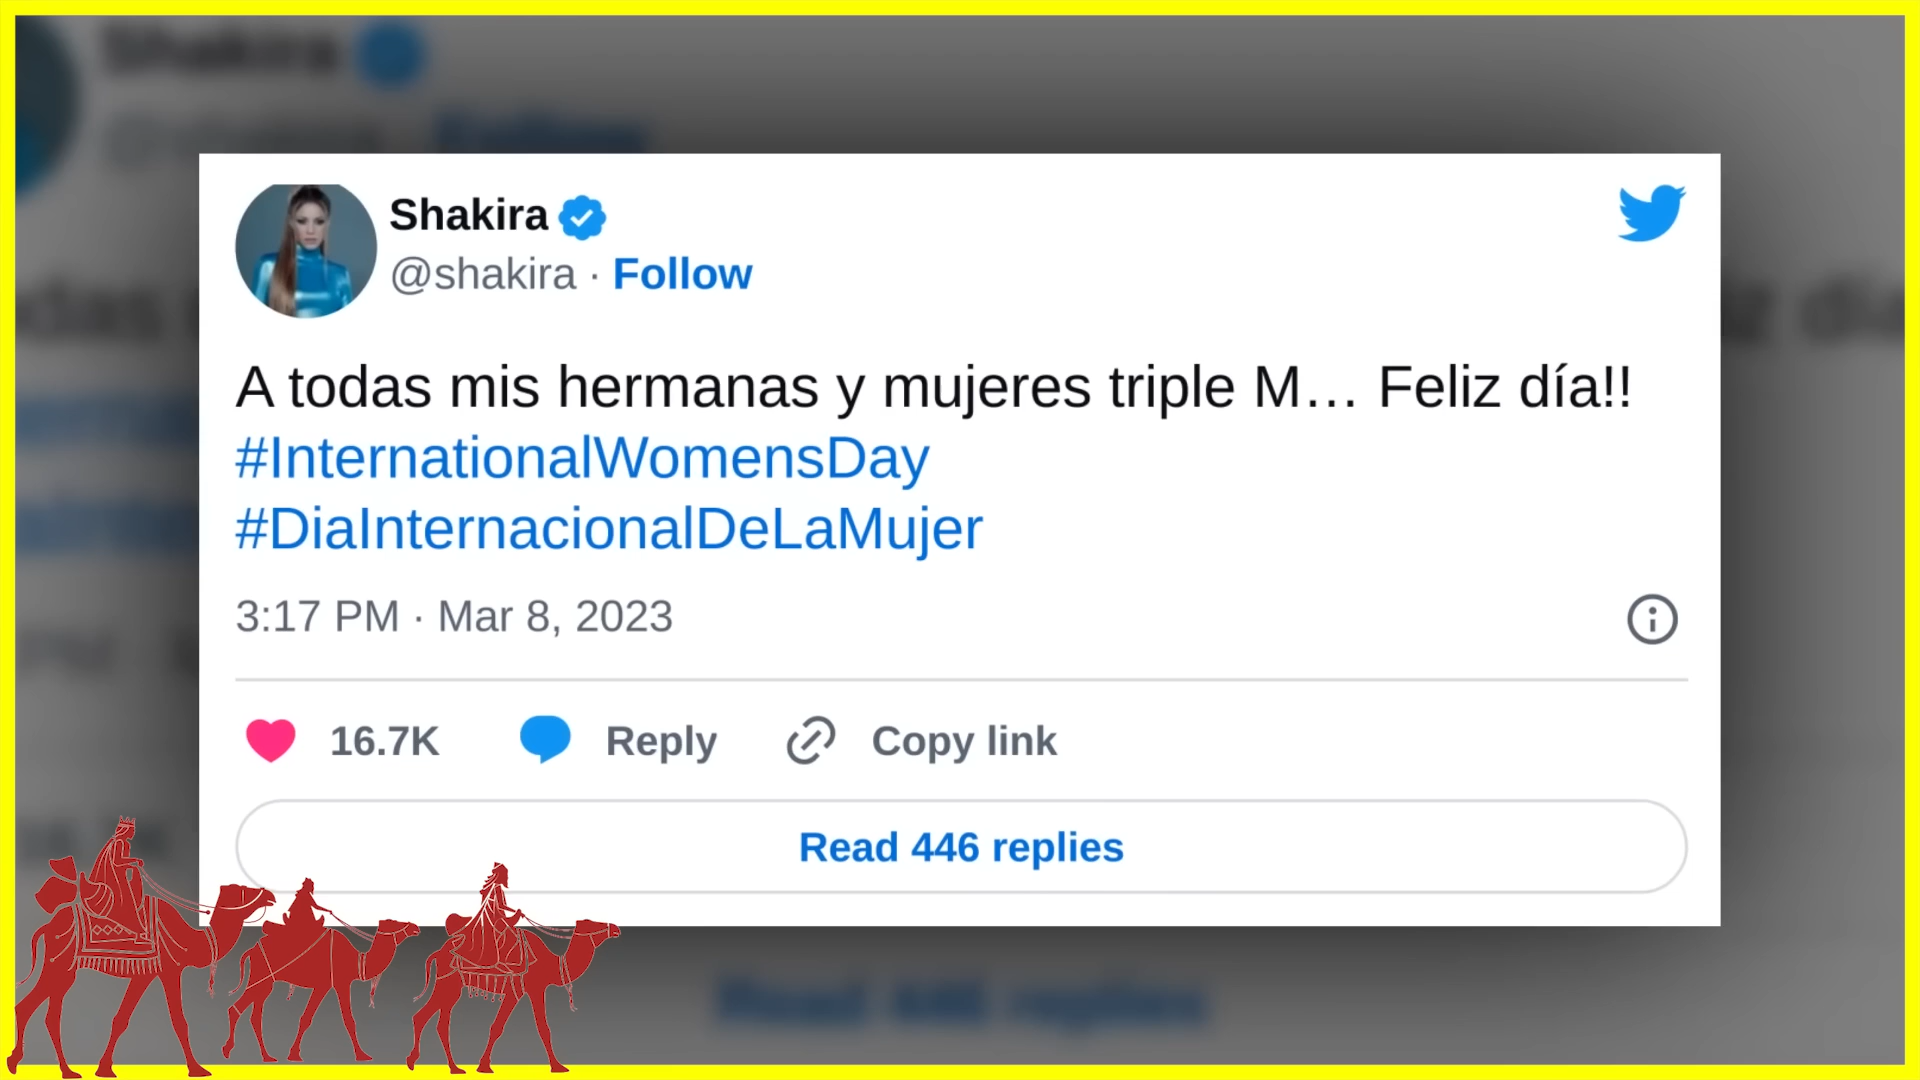 Shakira
@shakira · Follow
A todas mis hermanas y mujeres triple M… Feliz día!!
#InternationalWomensDay
#DiaInternacionalDeLaMujer
3:17 PM · Mar 8, 2023
16.7K Reply Copy link
Read 446 replies